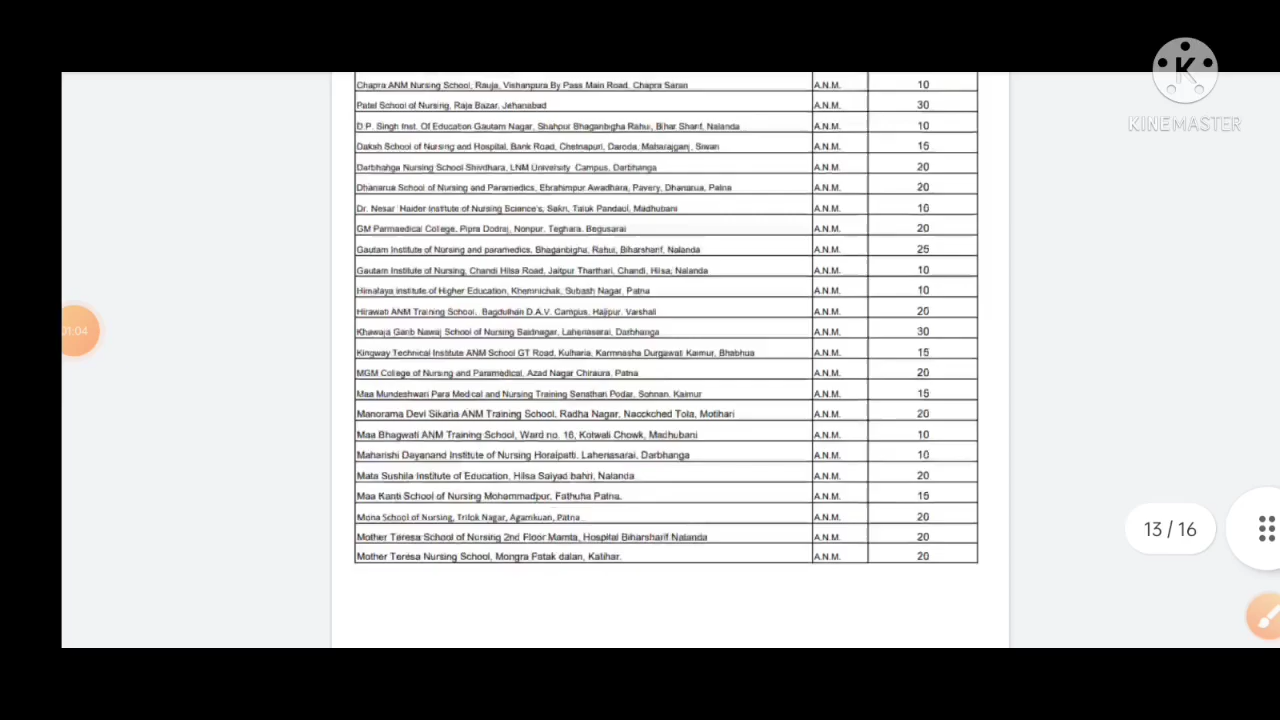 KINEMASTER
Chapra ANM Nursing School, Rauja, Vishanpura By Pass Main Road, Chapra Saran A.N.M. 10
Patel School of Nursing, Raja Bazar, Jehanabad A.N.M. 30
D.P. Singh Inst. Of Education Gautam Nagar, Shahpur Bhaganbigha Rahui, Bihar Sharif, Nalanda A.N.M. 10
Daksh School of Nursing and Hospital, Bank Road, Chetnapuri, Daroda, Maharajganj, Siwan A.N.M. 15
Darbhanga Nursing School Shivdhara, LNM University Campus, Darbhanga A.N.M. 20
Dhanarua School of Nursing and Paramedics, Ebrahimpur Awadhara, Pavery, Dhanarua, Patna A.N.M. 20
Dr. Nesar Haider Institute of Nursing Science's, Sakri, Taluk Pandaol, Madhubani A.N.M. 10
GM Parmaedical College, Pipra Dodraj, Nonpur, Teghara, Begusarai A.N.M. 20
Gautam Institute of Nursing and paramedics, Bhaganbigha, Rahui, Biharsharif, Nalanda A.N.M. 25
Gautam Institute of Nursing, Chandi Hilsa Road, Jaitpur Tharthari, Chandi, Hilsa, Nalanda A.N.M. 10
Himalaya institute of Higher Education, Khemnichak, Subash Nagar, Patna A.N.M. 10
Hirawati ANM Training School, Bagdulhan D.A.V. Campus, Hajipur, Vaishali A.N.M. 20
Khawaja Garib Nawaj School of Nursing Saidnagar, Laheriasarai, Darbhanga A.N.M. 30
01:04
Kingway Technical Institute ANM School GT Road, Kulharia, Karmnasha Durgawati Kaimur, Bhabhua A.N.M. 15
MGM College of Nursing and Paramedical, Azad Nagar Chiraura, Patna A.N.M. 20
Maa Mundeshwari Para Medical and Nursing Training Sansthan Podar, Sohnan, Kaimur A.N.M. 15
Manorama Devi Sikaria ANM Training School, Radha Nagar, Nacckched Tola, Motihari A.N.M. 20
Maa Bhagwati ANM Training School, Ward no. 16, Kotwali Chowk, Madhubani A.N.M. 10
Maharishi Dayanand Institute of Nursing Horalpatti, Laheriasarai, Darbhanga A.N.M. 10
Mata Sushila Institute of Education, Hilsa Saiyad bahri, Nalanda A.N.M. 20
Maa Kanti School of Nursing Mohammadpur, Fathuha Patna. A.N.M. 15
Mona School of Nursing, Trilok Nagar, Agamkuan, Patna A.N.M. 20
Mother Teresa School of Nursing 2nd Floor Mamta, Hospital Biharsharif Nalanda A.N.M. 20
13 / 16
Mother Teresa Nursing School, Mongra Fatak dalan, Katihar. A.N.M. 20